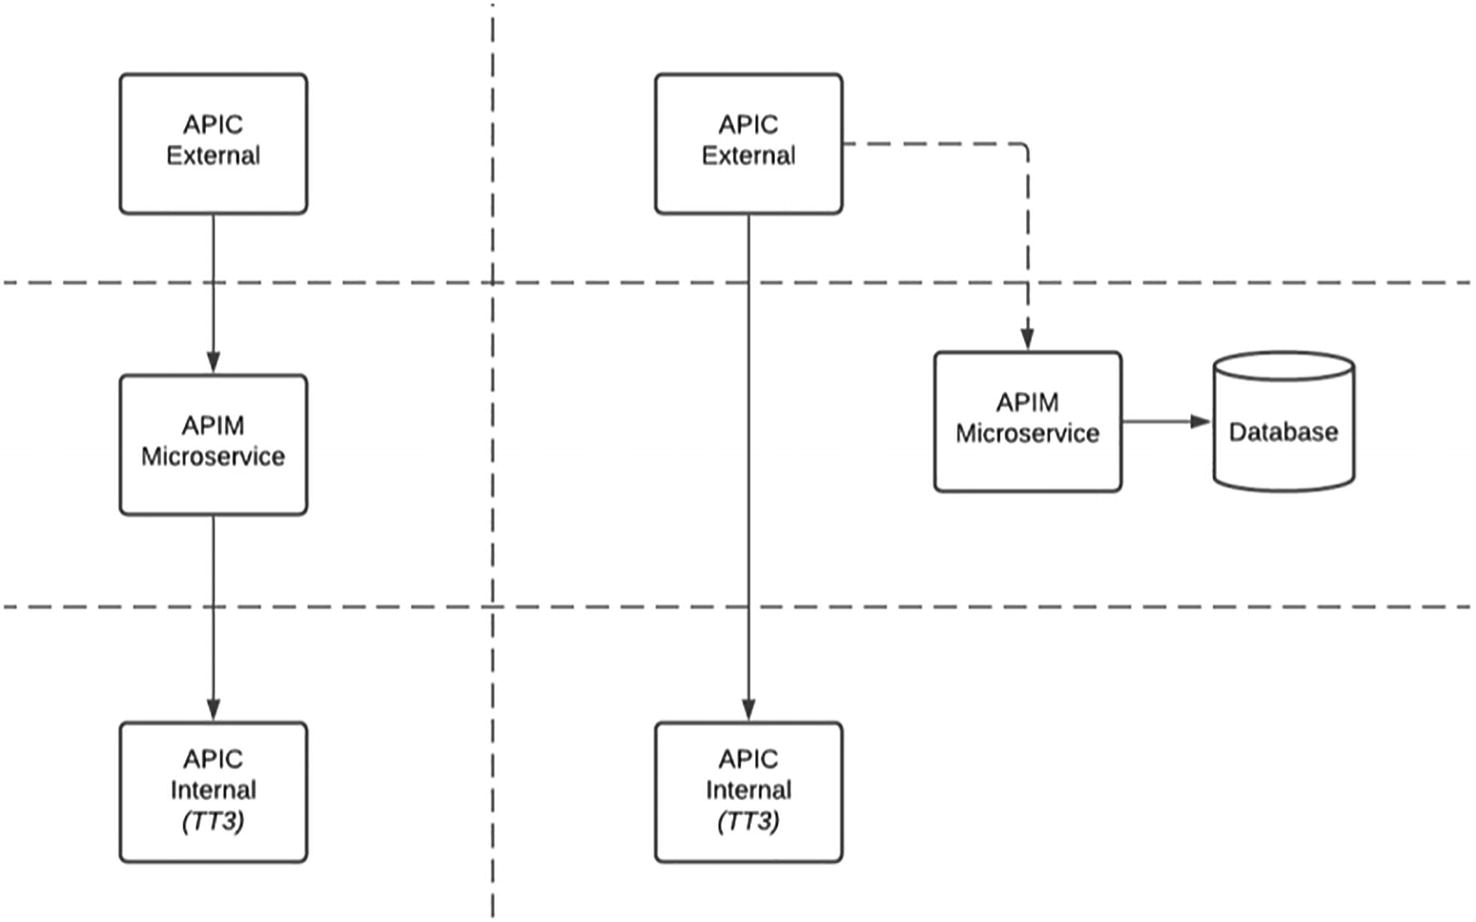 APIC
External
APIC
External
APIM
Microservice
APIM
Microservice
Database
APIC
Internal
(TT3)
APIC
Internal
(TT3)